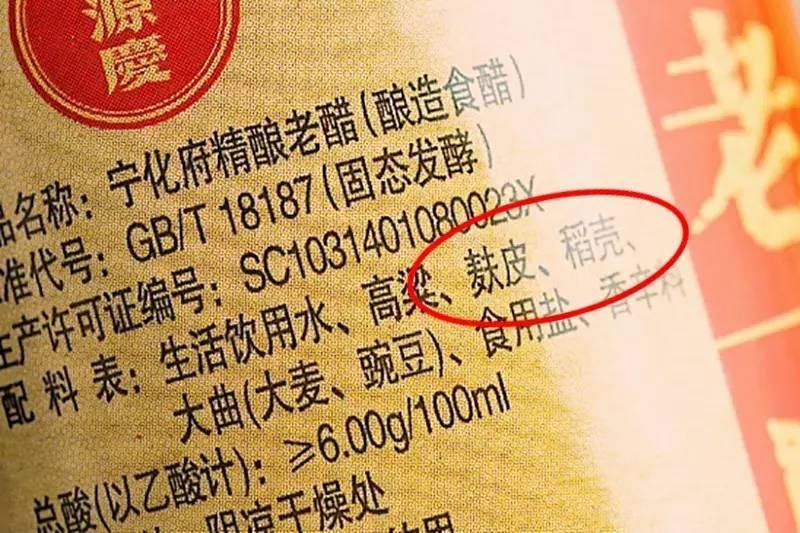 源慶
品名称：宁化府精酿老醋(酿造食醋)
准代号：GB/T 18187(固态发酵)
生产许可证编号：SC1031401080023X
配料表：生活饮用水、高粱、麸皮、稻壳、
大曲(大麦、豌豆)、食用盐、香辛料
总酸(以乙酸计)：≥6.00g/100ml
阴凉干燥处
老